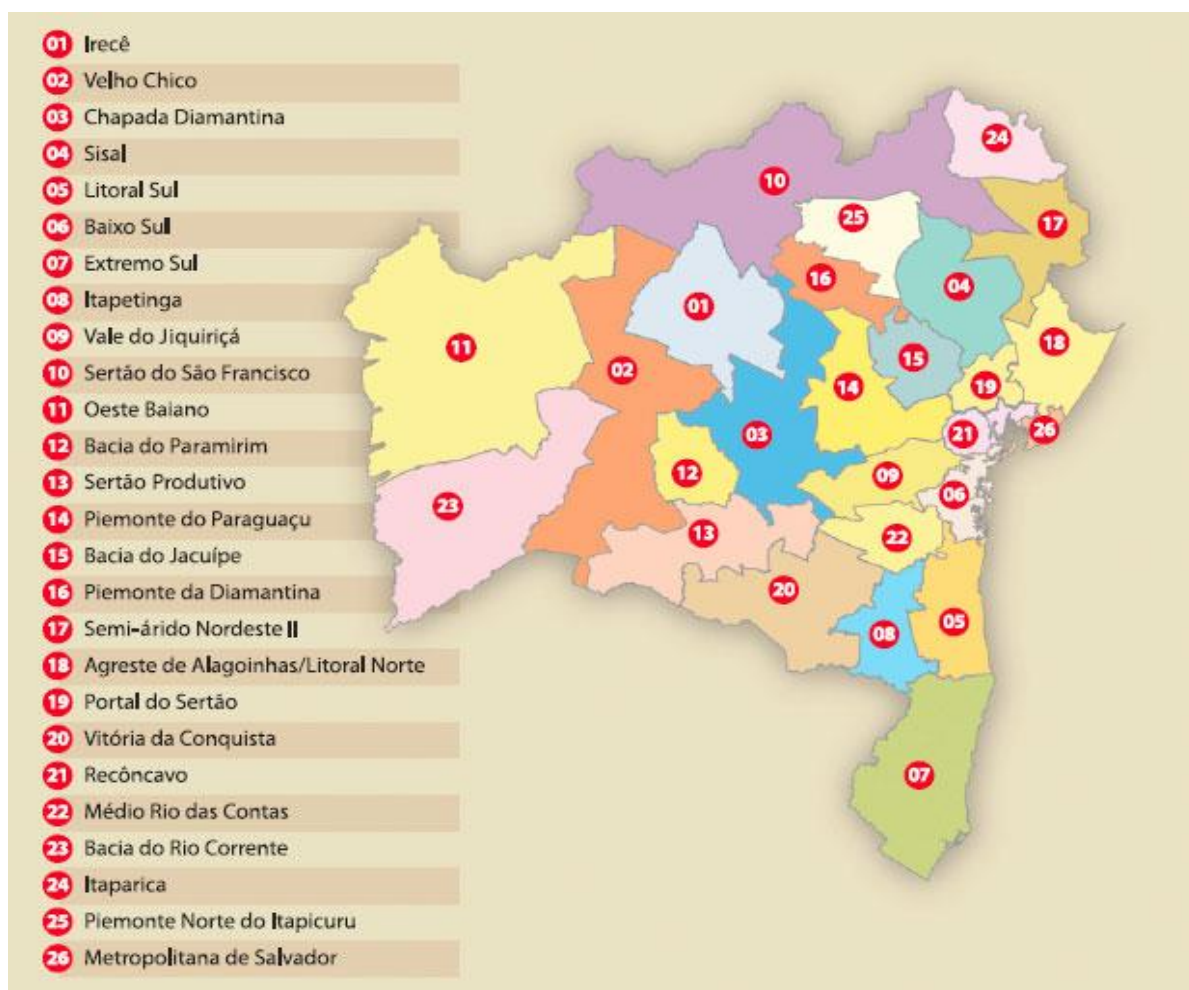 01 Irecê
02 Velho Chico
03 Chapada Diamantina
04 Sisal
05 Litoral Sul
06 Baixo Sul
07 Extremo Sul
08 Itapetinga
09 Vale do Jiquiriçá
10 Sertão do São Francisco
11 Oeste Baiano
12 Bacia do Paramirim
13 Sertão Produtivo
14 Piemonte do Paraguaçu
15 Bacia do Jacuípe
16 Piemonte da Diamantina
17 Semi-árido Nordeste II
18 Agreste de Alagoinhas/Litoral Norte
19 Portal do Sertão
20 Vitória da Conquista
21 Recôncavo
22 Médio Rio das Contas
23 Bacia do Rio Corrente
24 Itaparica
25 Piemonte Norte do Itapicuru
26 Metropolitana de Salvador
24
10
25
17
16
04
01
18
11
15
02
14
19
03
21
26
12
09
06
23
13
22
20
05
08
07